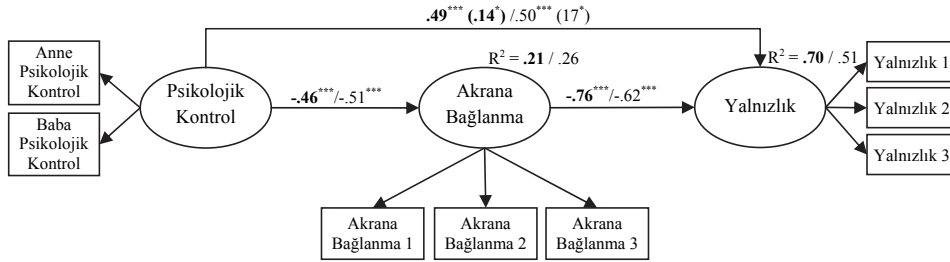 .49*** (.14*) /.50*** (17*)
Anne
Psikolojik
Kontrol
Baba
Psikolojik
Kontrol
Psikolojik
Kontrol
-.46***/-.51***
R² = .21 / .26
Akrana
Bağlanma
-.76***/-.62***
R² = .70 / .51
Yalnızlık
Yalnızlık 1
Yalnızlık 2
Yalnızlık 3
Akrana
Bağlanma 1
Akrana
Bağlanma 2
Akrana
Bağlanma 3